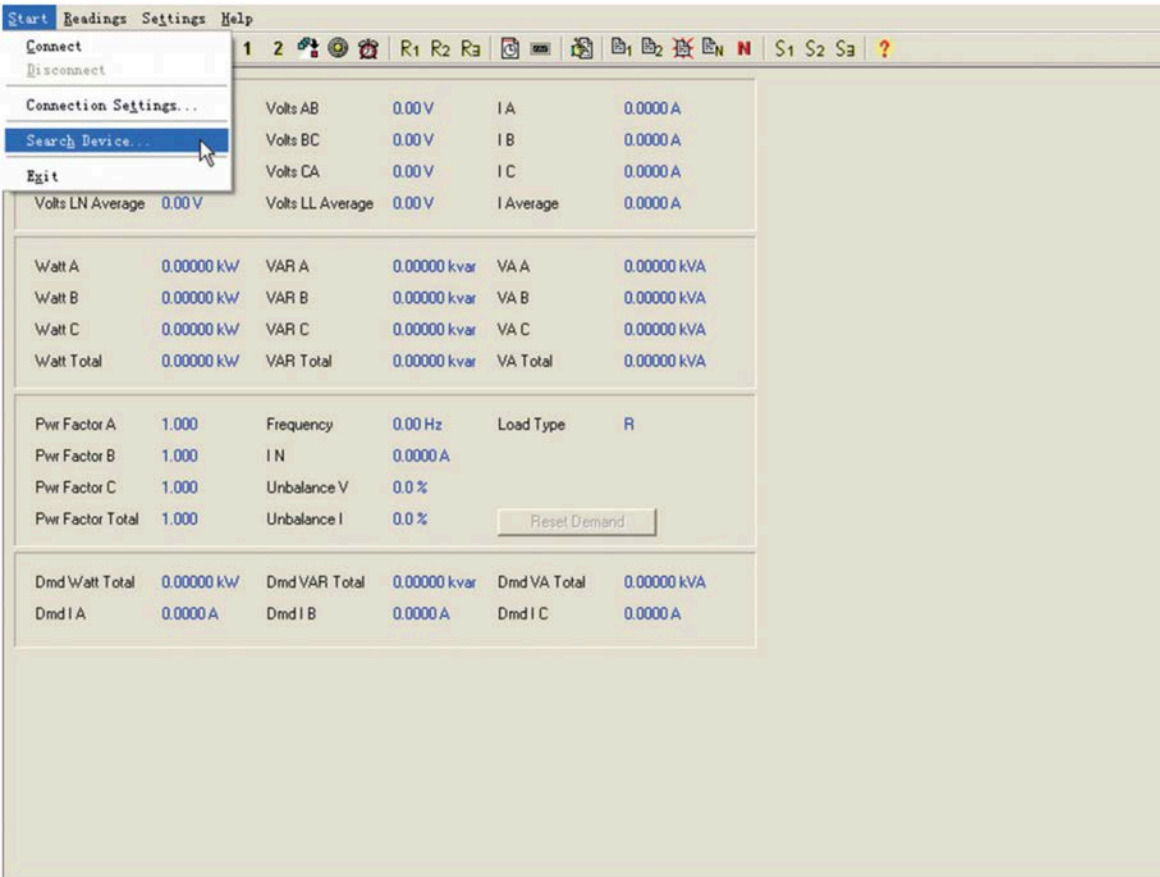 Start Readings Settings Help
Connect
1 2 R1 R2 R3 1 2 N N S1 S2 S3 ?
Disconnect
Connection Settings...
Volts AB 0.00 V I A 0.0000 A
Search Device...
Volts BC 0.00 V I B 0.0000 A
Exit
Volts CA 0.00 V I C 0.0000 A
Volts LN Average 0.00 V Volts LL Average 0.00 V I Average 0.0000 A
Watt A 0.00000 kW VAR A 0.00000 kvar VA A 0.00000 kVA
Watt B 0.00000 kW VAR B 0.00000 kvar VA B 0.00000 kVA
Watt C 0.00000 kW VAR C 0.00000 kvar VA C 0.00000 kVA
Watt Total 0.00000 kW VAR Total 0.00000 kvar VA Total 0.00000 kVA
Pwr Factor A 1.000 Frequency 0.00 Hz Load Type R
Pwr Factor B 1.000 I N 0.0000 A
Pwr Factor C 1.000 Unbalance V 0.0 %
Pwr Factor Total 1.000 Unbalance I 0.0 % Reset Demand
Dmd Watt Total 0.00000 kW Dmd VAR Total 0.00000 kvar Dmd VA Total 0.00000 kVA
Dmd I A 0.0000 A Dmd I B 0.0000 A Dmd I C 0.0000 A